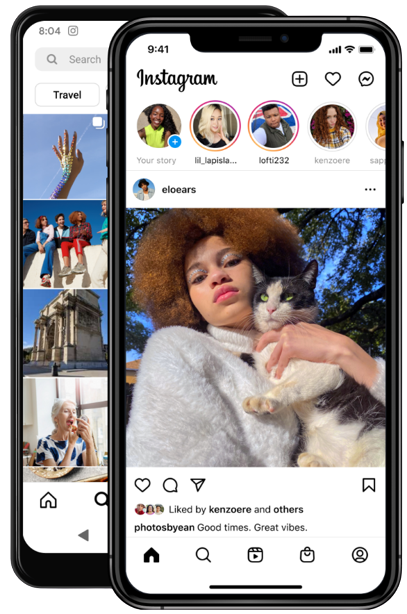 8:04
Search
Travel
9:41
Instagram
Your story
lil_lapisla...
lofti232
kenzoere
sapp
eloears
Liked by kenzoere and others
photosbyean Good times. Great vibes.